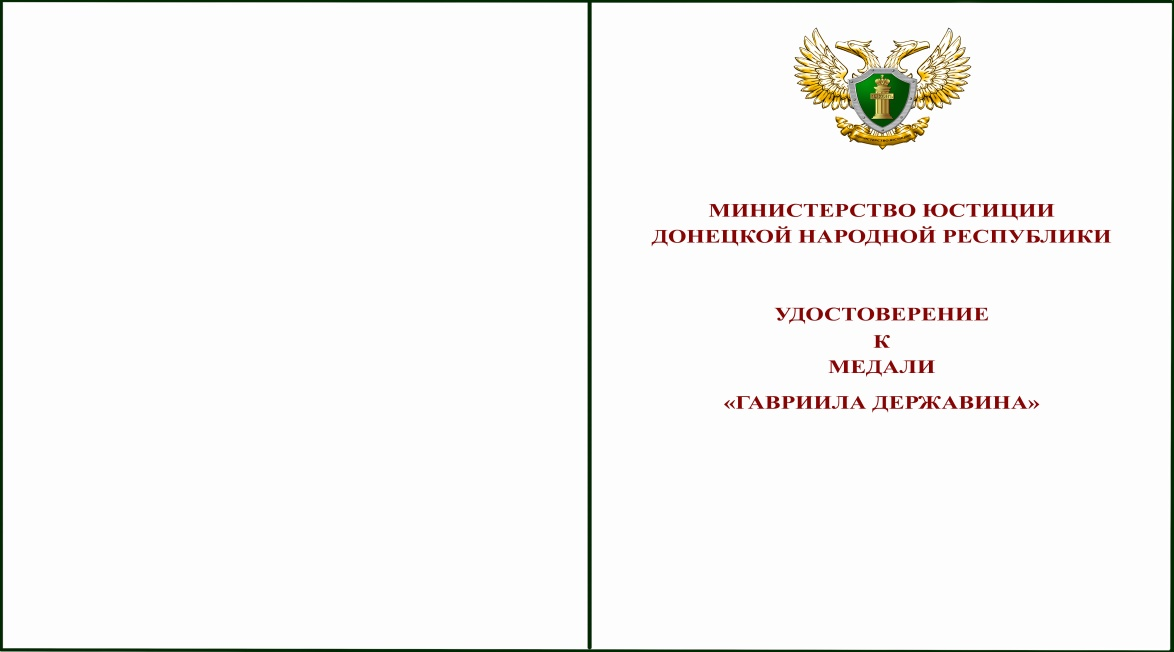 МИНИСТЕРСТВО ЮСТИЦИИ
ДОНЕЦКОЙ НАРОДНОЙ РЕСПУБЛИКИ
УДОСТОВЕРЕНИЕ
К
МЕДАЛИ
«ГАВРИИЛА ДЕРЖАВИНА»